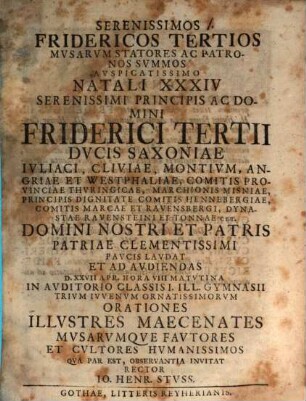 SERENISSIMOS
FRIDERICOS TERTIOS
MVSARVM STATORES AC PATRO-
NOS SVMMOS
AVSPICATISSIMO
NATALI XXXIV
SERENISSIMI PRINCIPIS AC DO-
MINI
FRIDERICI TERTII
DVCIS SAXONIAE
IVLIACI, CLIVIAE, MONTIVM, AN-
GRIAE ET WESTPHALIAE, COMITIS PRO-
VINCIAE THVRINGICAE, MARCHIONIS MISNIAE,
PRINCIPIS DIGNITATE COMITIS HENNEBERGIAE,
COMITIS MARCAE ET RAVENSBERGI, DYNA-
STAE RAVENSTEINI ET TONNAE &c.
DOMINI NOSTRI ET PATRIS
PATRIAE CLEMENTISSIMI
PAVCIS LAVDAT
ET AD AVDIENDAS
D. XXVII APR. HORA VIII MATVTINA
IN AVDITORIO CLASSIS I. ILL. GYMNASII
TRIVM IVVENVM ORNATISSIMORVM
ORATIONES
ILLVSTRES MAECENATES
MVSARVMQVE FAVTORES
ET CVLTORES HVMANISSIMOS
QVA PAR EST, OBSERVANTIA INVITAT
RECTOR
IO. HENR. STVSS.
GOTHAE, LITTERIS REYHERIANIS.